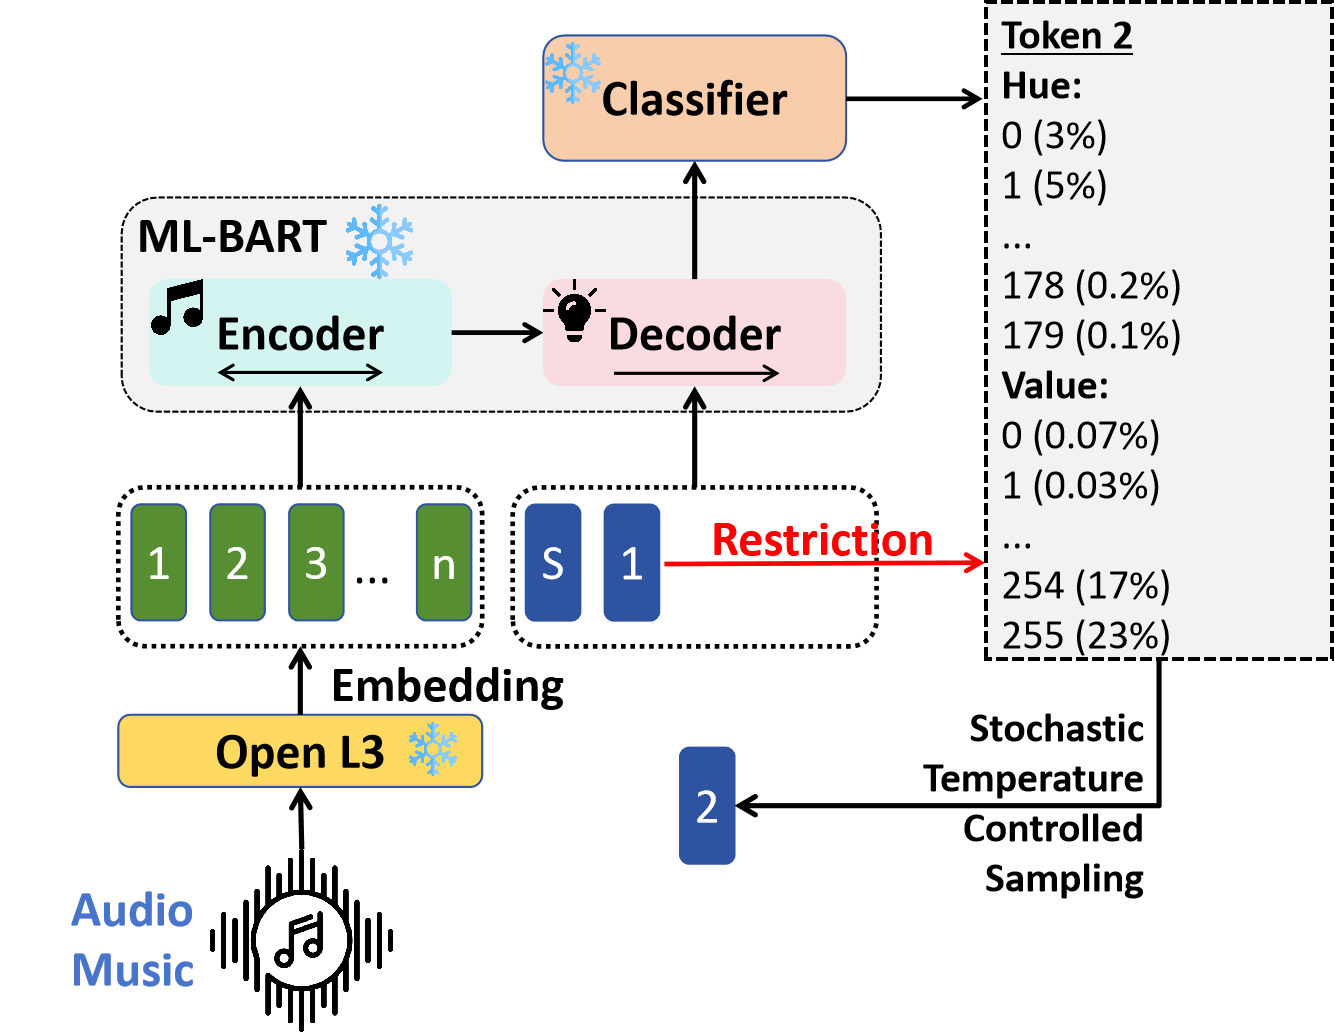 Token 2
Hue:
0 (3%)
1 (5%)
...
178 (0.2%)
179 (0.1%)
Value:
0 (0.07%)
1 (0.03%)
...
254 (17%)
255 (23%)
Classifier
ML-BART
Encoder
Decoder
1 2 3 ... n
S 1
Restriction
Embedding
Open L3
Audio
Music
2
Stochastic
Temperature
Controlled
Sampling